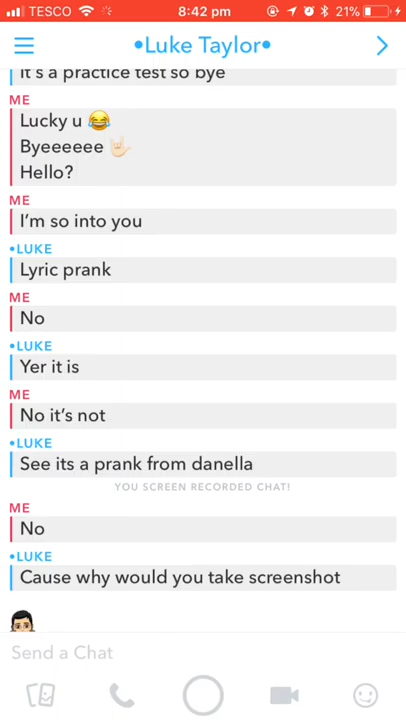 TESCO 8:42 pm 21%
•Luke Taylor•
It's a practice test so bye
ME
Lucky u 😂
Byeeeeee 🤟🏻
Hello?
ME
I'm so into you
•LUKE
Lyric prank
ME
No
•LUKE
Yer it is
ME
No it's not
•LUKE
See its a prank from danella
YOU SCREEN RECORDED CHAT!
ME
No
•LUKE
Cause why would you take screenshot
Send a Chat